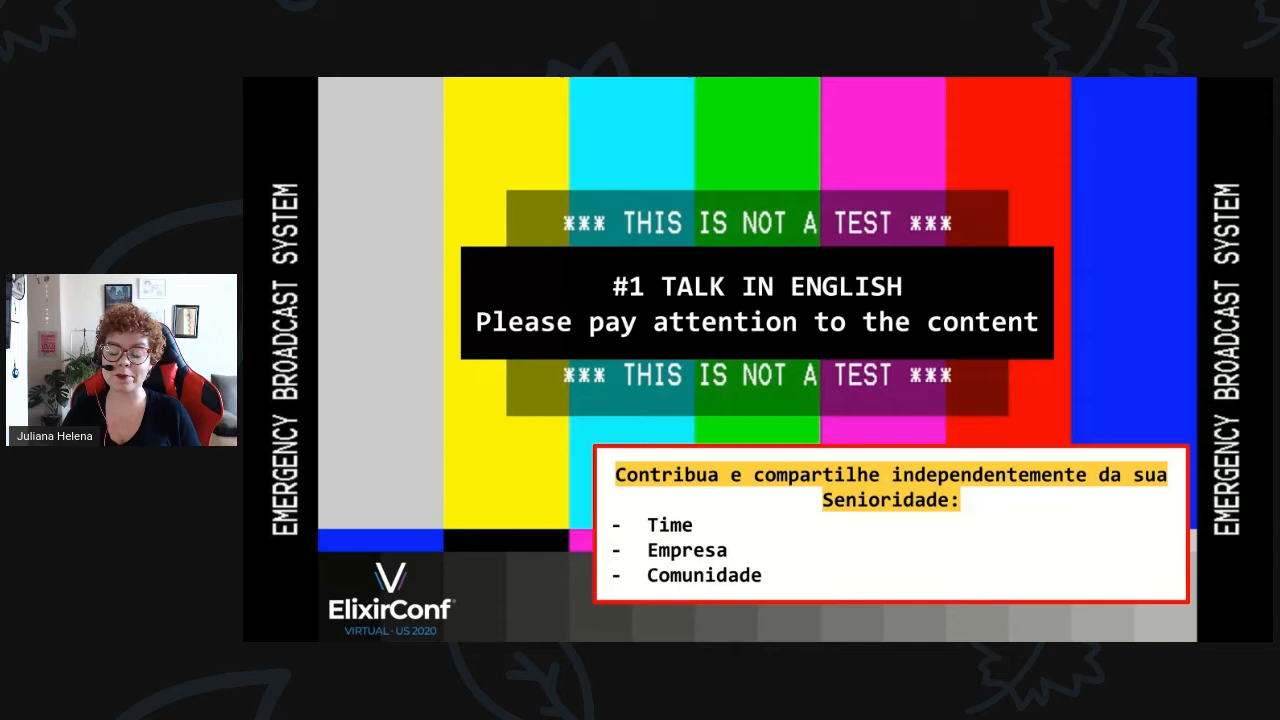 EMERGENCY BROADCAST SYSTEM
*** THIS IS NOT A TEST ***
#1 TALK IN ENGLISH
Please pay attention to the content
*** THIS IS NOT A TEST ***
EMERGENCY BROADCAST SYSTEM
Juliana Helena
Contribua e compartilhe independentemente da sua
Senioridade:
- Time
- Empresa
- Comunidade
ElixirConf
VIRTUAL · US 2020